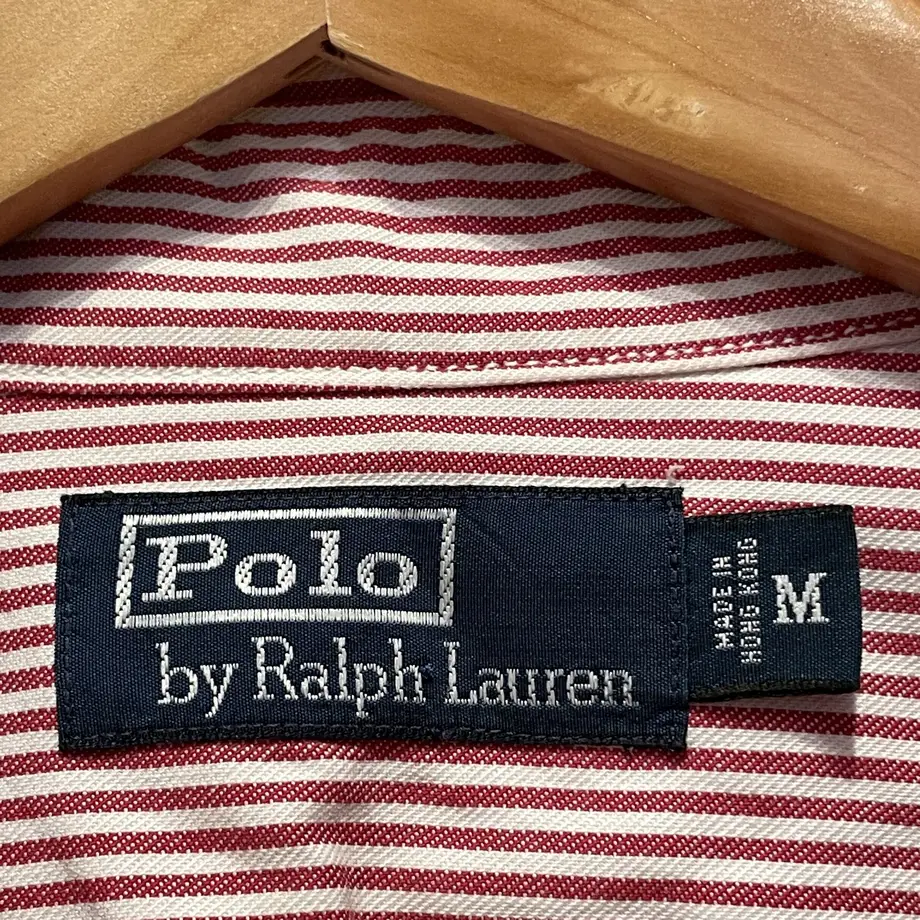 Polo
by Ralph Lauren
MADE IN
HONG KONG
M